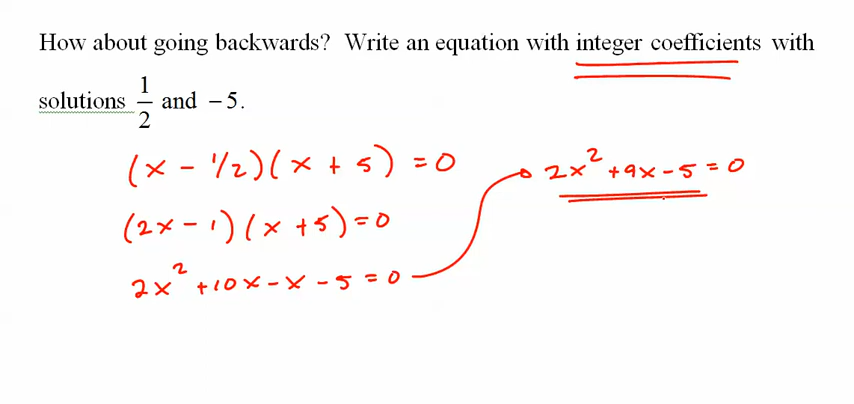 How about going backwards? Write an equation with integer coefficients with
solutions 1/2 and −5.
(x − 1/2)(x + 5) = 0
(2x − 1)(x + 5) = 0
2x² + 10x − x − 5 = 0
2x² + 9x − 5 = 0